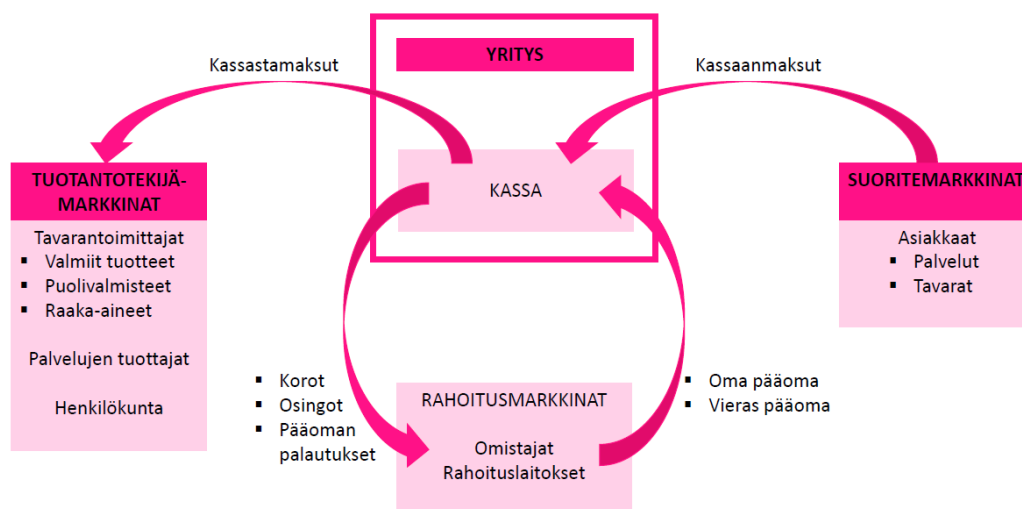 YRITYS
Kassastamaksut
Kassaanmaksut
KASSA
TUOTANTOTEKIJÄ-
MARKKINAT
Tavarantoimittajat
▪ Valmiit tuotteet
▪ Puolivalmisteet
▪ Raaka-aineet
Palvelujen tuottajat
Henkilökunta
SUORITEMARKKINAT
Asiakkaat
▪ Palvelut
▪ Tavarat
▪ Korot
▪ Osingot
▪ Pääoman
palautukset
RAHOITUSMARKKINAT
Omistajat
Rahoituslaitokset
▪ Oma pääoma
▪ Vieras pääoma